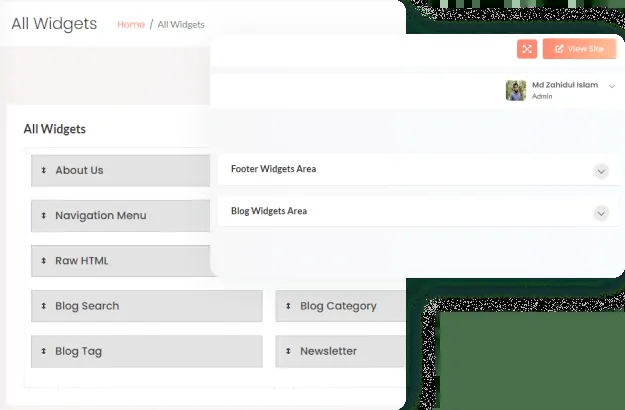 All Widgets
Home / All Widgets
View Site
Md Zahidul Islam
Admin
All Widgets
About Us
Navigation Menu
Raw HTML
Blog Search
Blog Category
Blog Tag
Newsletter
Footer Widgets Area
Blog Widgets Area